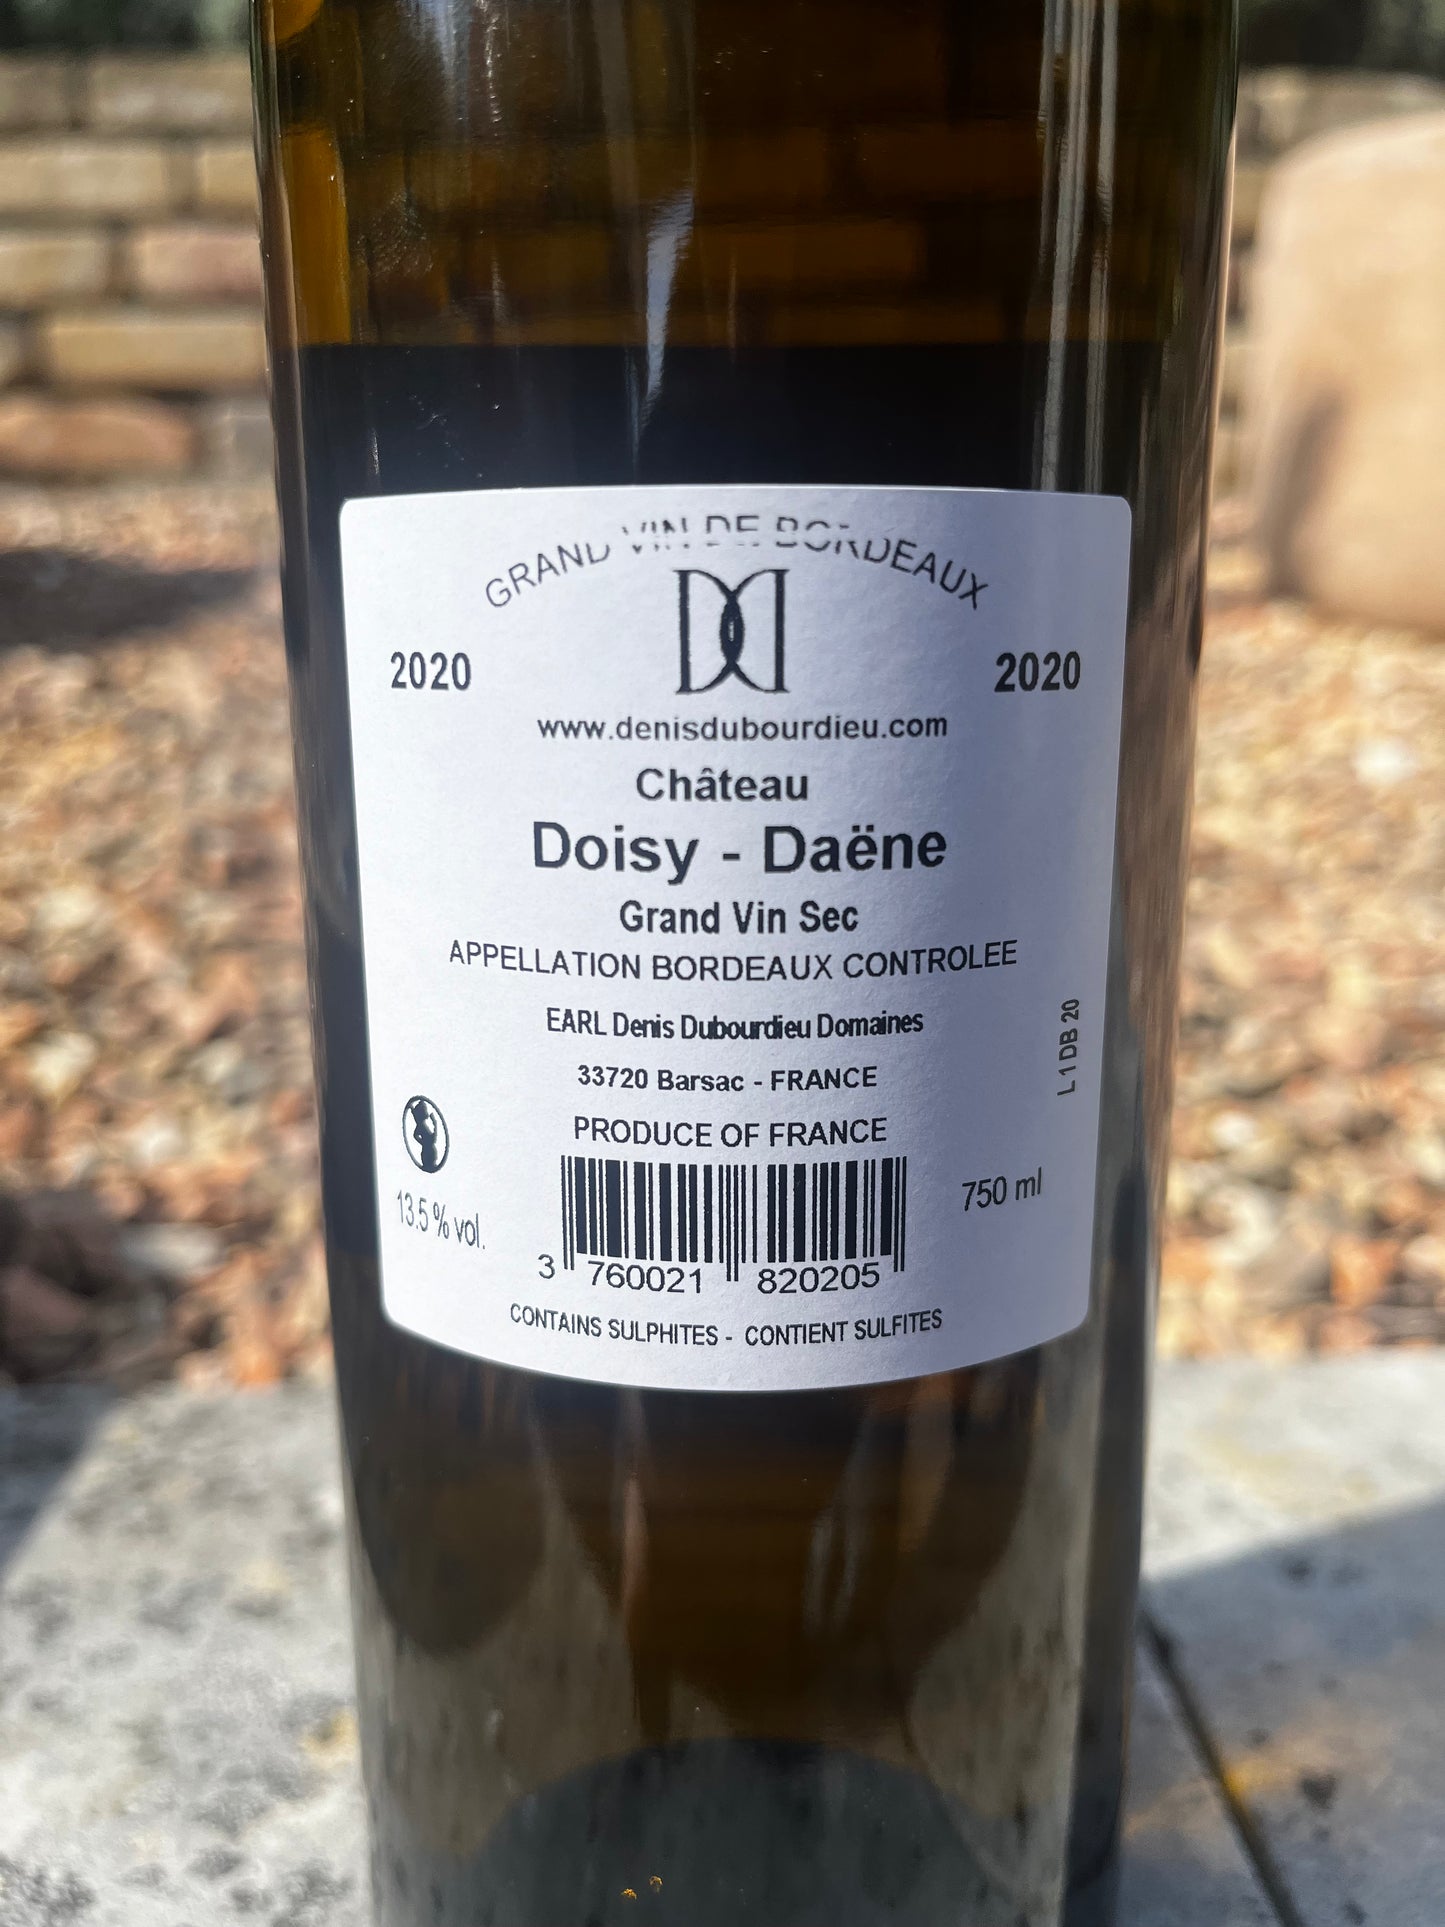 GRAND VIN DE BORDEAUX
2020
2020
www.denisdubourdieu.com
Château
Doisy - Daëne
Grand Vin Sec
APPELLATION BORDEAUX CONTROLEE
EARL Denis Dubourdieu Domaines
33720 Barsac - FRANCE
L 1 DB 20
PRODUCE OF FRANCE
13.5 % vol.
750 ml
3 760021 820205
CONTAINS SULPHITES - CONTIENT SULFITES